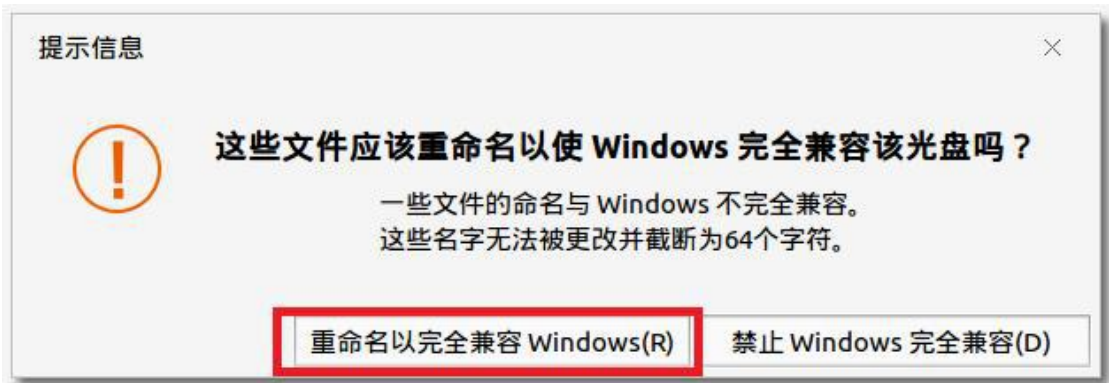 提示信息
这些文件应该重命名以使 Windows 完全兼容该光盘吗？
一些文件的命名与 Windows 不完全兼容。
这些名字无法被更改并截断为64个字符。
重命名以完全兼容 Windows(R)
禁止 Windows 完全兼容(D)